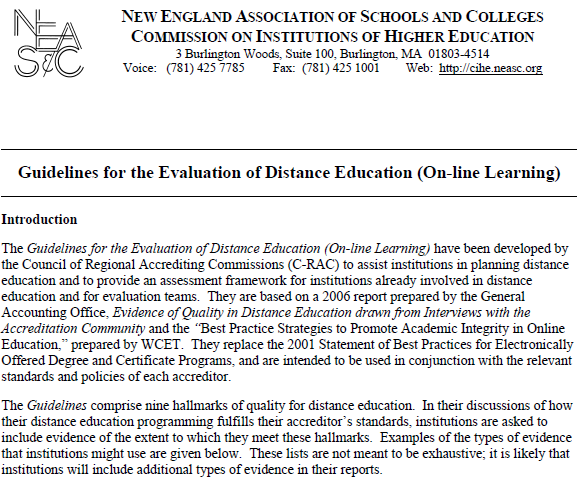 NEAS&C
NEW ENGLAND ASSOCIATION OF SCHOOLS AND COLLEGES
COMMISSION ON INSTITUTIONS OF HIGHER EDUCATION
3 Burlington Woods, Suite 100, Burlington, MA 01803-4514
Voice: (781) 425 7785 Fax: (781) 425 1001 Web: http://cihe.neasc.org
Guidelines for the Evaluation of Distance Education (On-line Learning)
Introduction
The Guidelines for the Evaluation of Distance Education (On-line Learning) have been developed by
the Council of Regional Accrediting Commissions (C-RAC) to assist institutions in planning distance
education and to provide an assessment framework for institutions already involved in distance
education and for evaluation teams. They are based on a 2006 report prepared by the General
Accounting Office, Evidence of Quality in Distance Education drawn from Interviews with the
Accreditation Community and the “Best Practice Strategies to Promote Academic Integrity in Online
Education,” prepared by WCET. They replace the 2001 Statement of Best Practices for Electronically
Offered Degree and Certificate Programs, and are intended to be used in conjunction with the relevant
standards and policies of each accreditor.
The Guidelines comprise nine hallmarks of quality for distance education. In their discussions of how
their distance education programming fulfills their accreditor’s standards, institutions are asked to
include evidence of the extent to which they meet these hallmarks. Examples of the types of evidence
that institutions might use are given below. These lists are not meant to be exhaustive; it is likely that
institutions will include additional types of evidence in their reports.